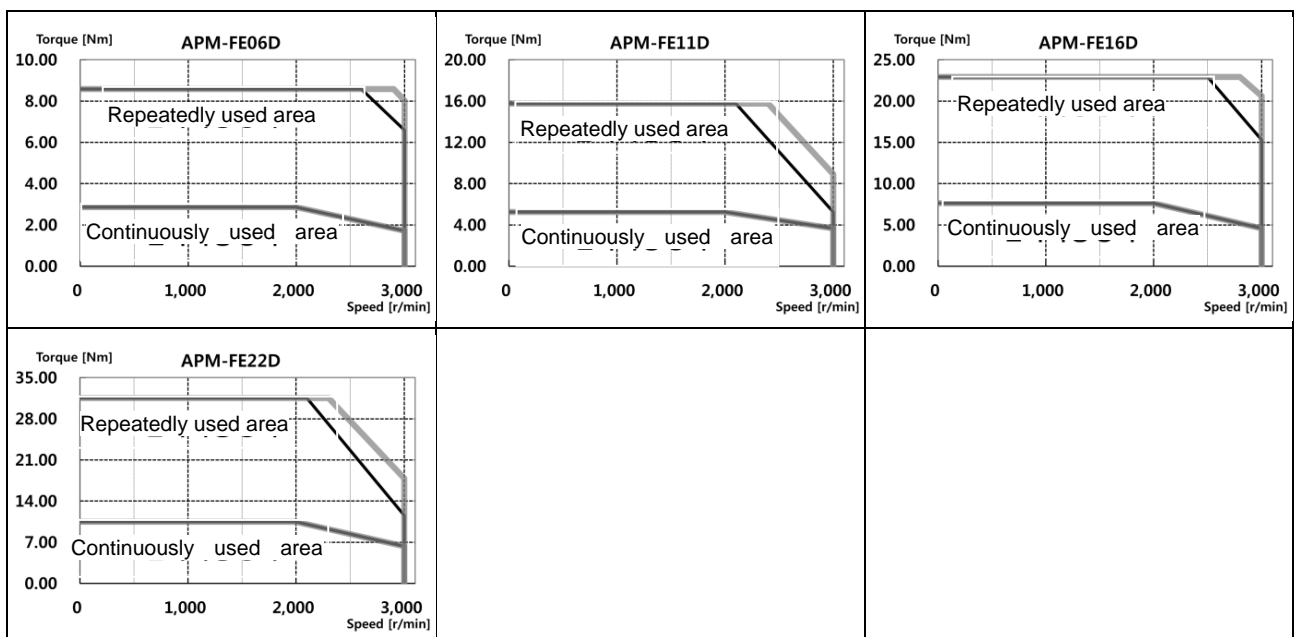 Torque [Nm] APM-FE06D
10.00
8.00
Repeatedly used area
6.00
4.00
2.00
Continuously used area
0.00
0 1,000 2,000 3,000
Speed [r/min]
Torque [Nm] APM-FE11D
20.00
16.00
Repeatedly used area
12.00
8.00
4.00
Continuously used area
0.00
0 1,000 2,000 3,000
Speed [r/min]
Torque [Nm] APM-FE16D
25.00
20.00
Repeatedly used area
15.00
10.00
5.00
Continuously used area
0.00
0 1,000 2,000 3,000
Speed [r/min]
Torque [Nm] APM-FE22D
35.00
28.00
Repeatedly used area
21.00
14.00
7.00
Continuously used area
0.00
0 1,000 2,000 3,000
Speed [r/min]